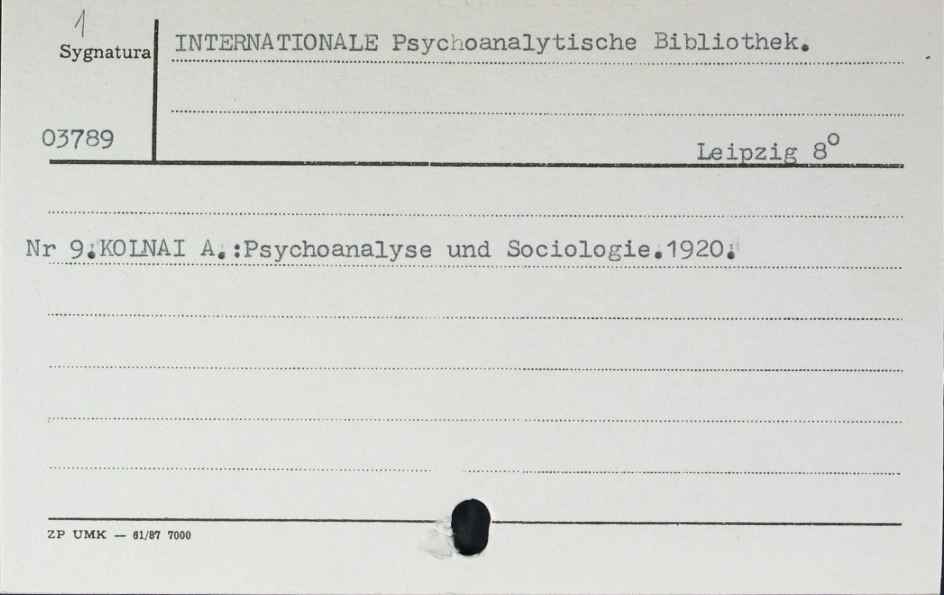 1
Sygnatura
INTERNATIONALE Psychoanalytische Bibliothek.
03789
Leipzig 8°
Nr 9.KOLNAI A.:Psychoanalyse und Sociologie.1920.
ZP UMK — 61/87 7000